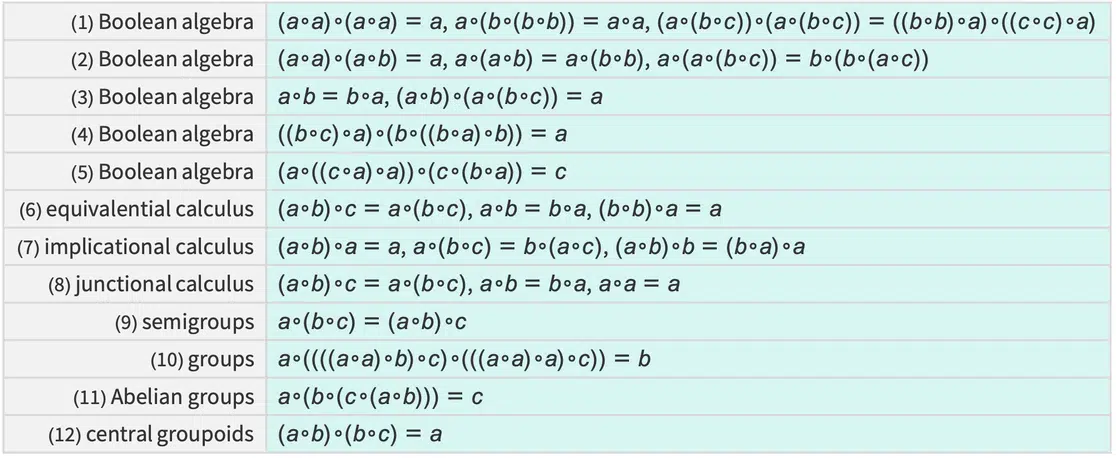 (1) Boolean algebra (a∘a)∘(a∘a) = a, a∘(b∘(b∘b)) = a∘a, (a∘(b∘c))∘(a∘(b∘c)) = ((b∘b)∘a)∘((c∘c)∘a)
(2) Boolean algebra (a∘a)∘(a∘b) = a, a∘(a∘b) = a∘(b∘b), a∘(a∘(b∘c)) = b∘(b∘(a∘c))
(3) Boolean algebra a∘b = b∘a, (a∘b)∘(a∘(b∘c)) = a
(4) Boolean algebra ((b∘c)∘a)∘(b∘((b∘a)∘b)) = a
(5) Boolean algebra (a∘((c∘a)∘a))∘(c∘(b∘a)) = c
(6) equivalential calculus (a∘b)∘c = a∘(b∘c), a∘b = b∘a, (b∘b)∘a = a
(7) implicational calculus (a∘b)∘a = a, a∘(b∘c) = b∘(a∘c), (a∘b)∘b = (b∘a)∘a
(8) junctional calculus (a∘b)∘c = a∘(b∘c), a∘b = b∘a, a∘a = a
(9) semigroups a∘(b∘c) = (a∘b)∘c
(10) groups a∘((((a∘a)∘b)∘c)∘(((a∘a)∘a)∘c)) = b
(11) Abelian groups a∘(b∘(c∘(a∘b))) = c
(12) central groupoids (a∘b)∘(b∘c) = a